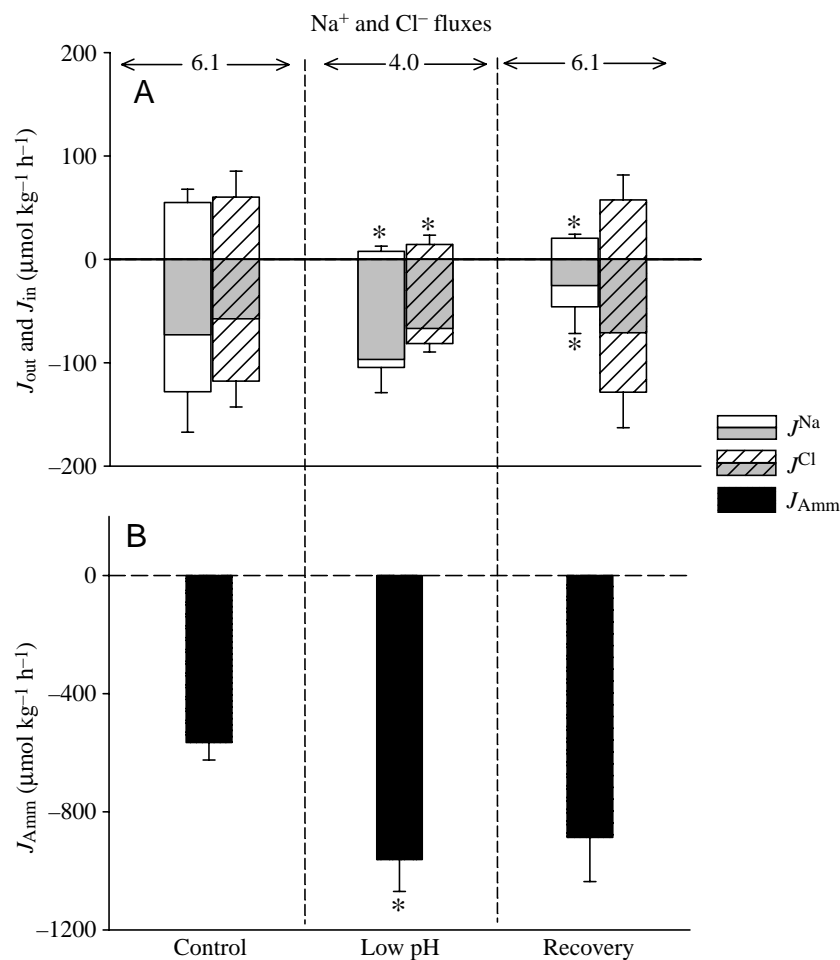 Na⁺ and Cl⁻ fluxes
200
6.1
4.0
6.1
A
100
* *
*
0
*
–100
–200
J_out and J_in (μmol kg⁻¹ h⁻¹)
J^Na
J^Cl
J_Amm
B
0
–400
–800
*
–1200
J_Amm (μmol kg⁻¹ h⁻¹)
Control Low pH Recovery